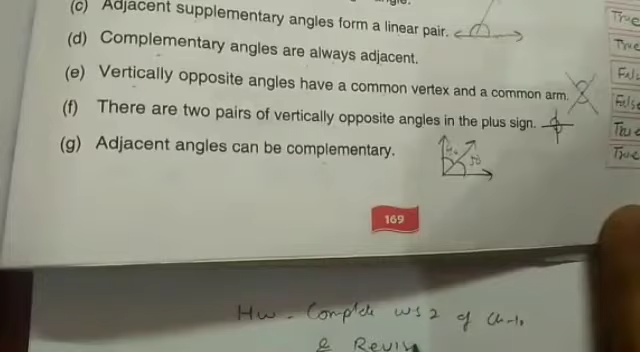 (c) Adjacent supplementary angles form a linear pair.
True
(d) Complementary angles are always adjacent.
True
(e) Vertically opposite angles have a common vertex and a common arm.
(f) There are two pairs of vertically opposite angles in the plus sign.
True
(g) Adjacent angles can be complementary.
True
169
HW - Complete WS 2 of
& Revise